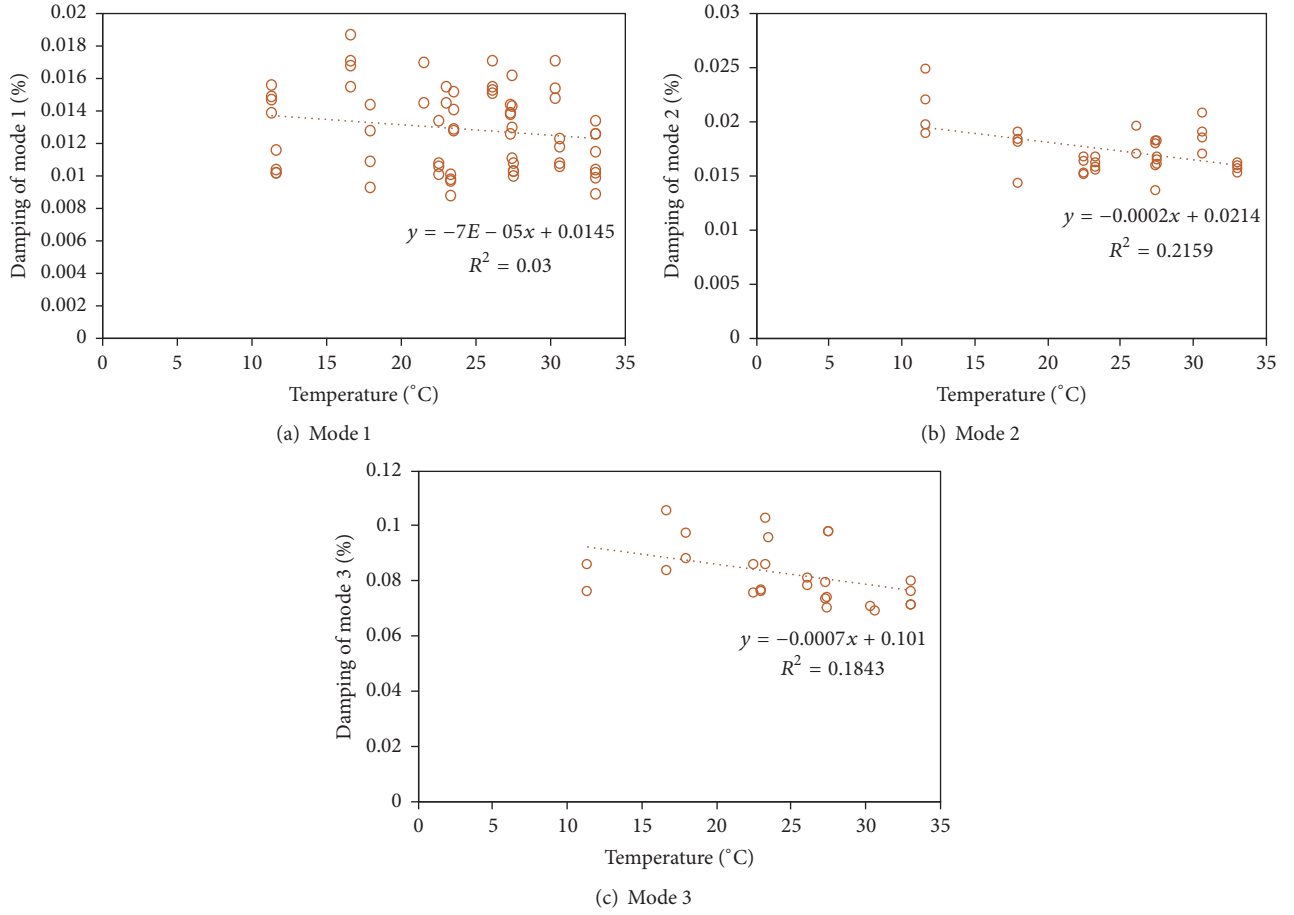 Damping of mode 1 (%)
0.02
0.018
0.016
0.014
0.012
0.01
0.008
0.006
0.004
0.002
0
y = −7E − 05x + 0.0145
R² = 0.03
0 5 10 15 20 25 30 35
Temperature (°C)
(a) Mode 1
Damping of mode 2 (%)
0.03
0.025
0.02
0.015
0.01
0.005
0
y = −0.0002x + 0.0214
R² = 0.2159
0 5 10 15 20 25 30 35
Temperature (°C)
(b) Mode 2
Damping of mode 3 (%)
0.12
0.1
0.08
0.06
0.04
0.02
0
y = −0.0007x + 0.101
R² = 0.1843
0 5 10 15 20 25 30 35
Temperature (°C)
(c) Mode 3